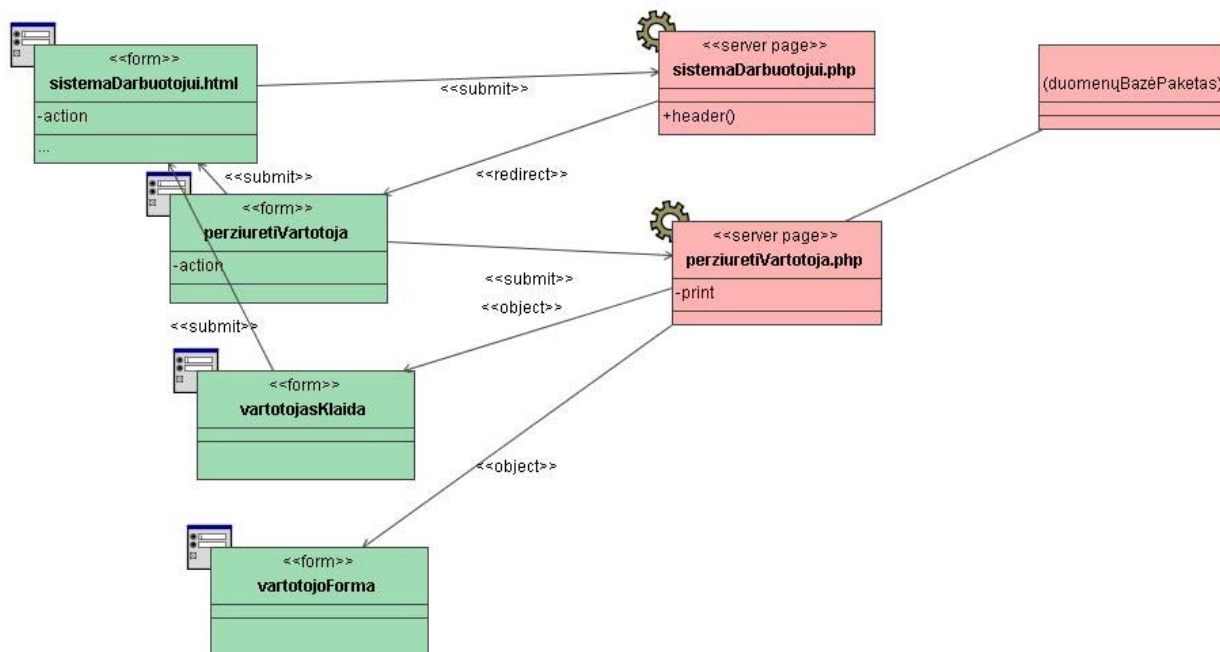 <<form>>
sistemaDarbuotojui.html
-action
...
<<submit>>
<<server page>>
sistemaDarbuotojui.php
+header()
(duomenųBazėPaketas)
<<submit>>
<<redirect>>
<<form>>
perziuretiVartotoja
-action
<<server page>>
perziuretiVartotoja.php
-print
<<submit>>
<<object>>
<<submit>>
<<form>>
vartotojasKlaida
<<object>>
<<form>>
vartotojoForma